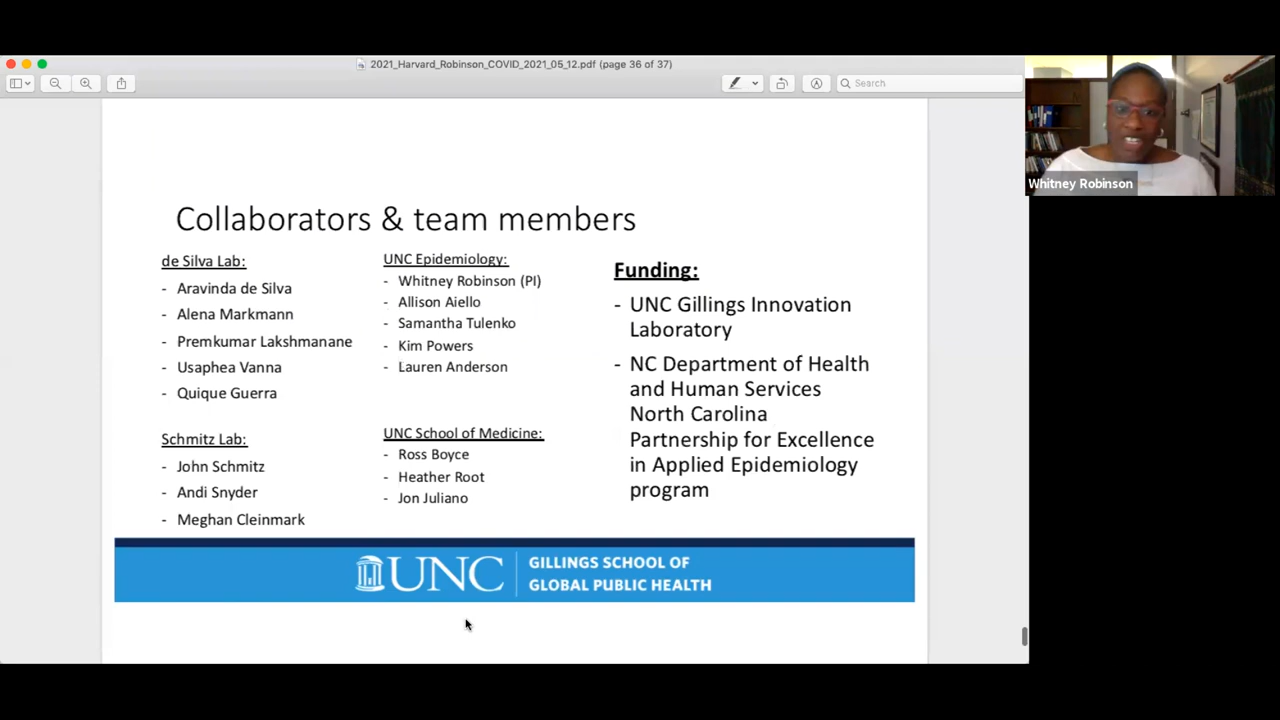 2021_Harvard_Robinson_COVID_2021_05_12.pdf (page 36 of 37)
Search
Whitney Robinson
Collaborators & team members
de Silva Lab:
- Aravinda de Silva
- Alena Markmann
- Premkumar Lakshmanane
- Usaphea Vanna
- Quique Guerra
Schmitz Lab:
- John Schmitz
- Andi Snyder
- Meghan Cleinmark
UNC Epidemiology:
- Whitney Robinson (PI)
- Allison Aiello
- Samantha Tulenko
- Kim Powers
- Lauren Anderson
UNC School of Medicine:
- Ross Boyce
- Heather Root
- Jon Juliano
Funding:
- UNC Gillings Innovation
Laboratory
- NC Department of Health
and Human Services
North Carolina
Partnership for Excellence
in Applied Epidemiology
program
UNC
GILLINGS SCHOOL OF
GLOBAL PUBLIC HEALTH